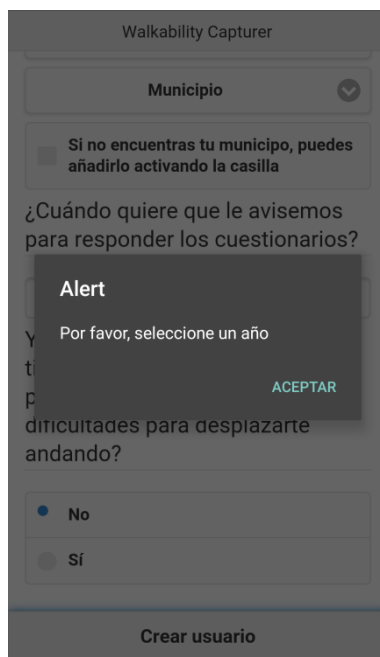 Walkability Capturer
Municipio
Si no encuentras tu municipo, puedes
añadirlo activando la casilla
¿Cuándo quiere que le avisemos
para responder los cuestionarios?
Alert
Por favor, seleccione un año
ACEPTAR
dificultades para desplazarte
andando?
No
Sí
Crear usuario